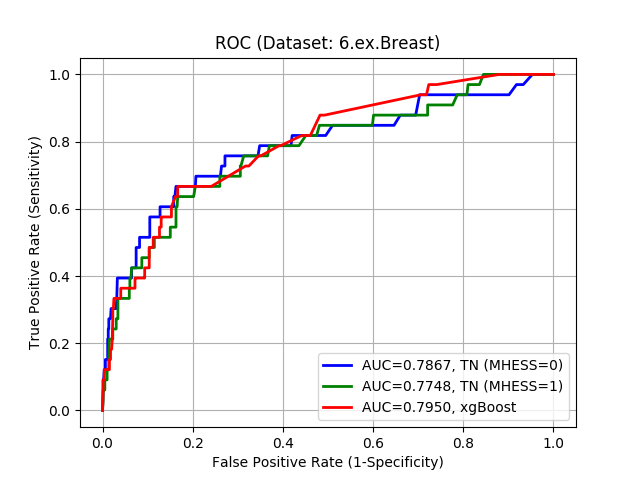 ROC (Dataset: 6.ex.Breast)
True Positive Rate (Sensitivity)
1.0
0.8
0.6
0.4
0.2
0.0
AUC=0.7867, TN (MHESS=0)
AUC=0.7748, TN (MHESS=1)
AUC=0.7950, xgBoost
0.0 0.2 0.4 0.6 0.8 1.0
False Positive Rate (1-Specificity)